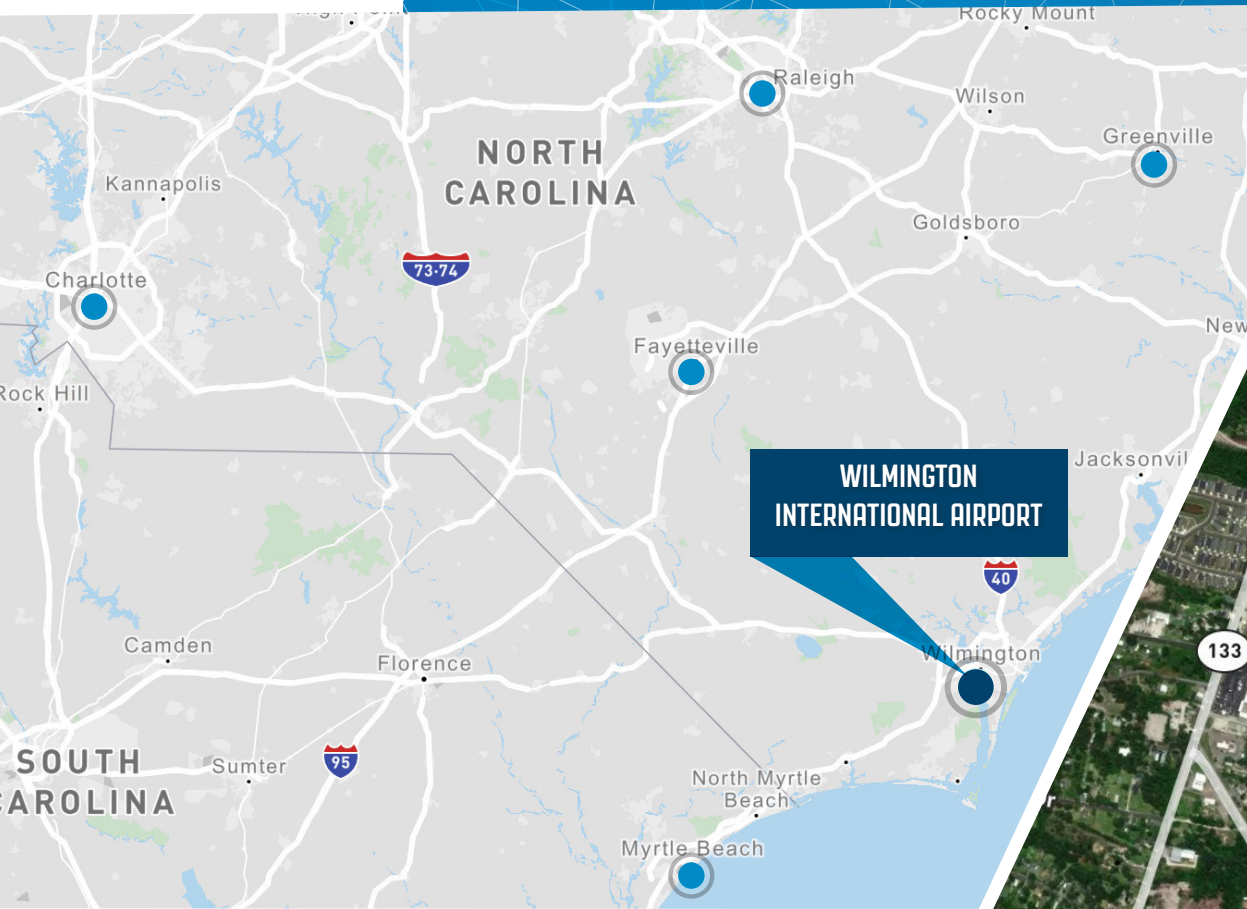 Rocky Mount
Raleigh
Wilson
Greenville
NORTH
CAROLINA
Kannapolis
Goldsboro
Charlotte
73·74
New
Fayetteville
Rock Hill
WILMINGTON
INTERNATIONAL AIRPORT
Jacksonvil
40
Camden
Florence
Wilmington
133
SOUTH
CAROLINA
Sumter
95
North Myrtle
Beach
Myrtle Beach